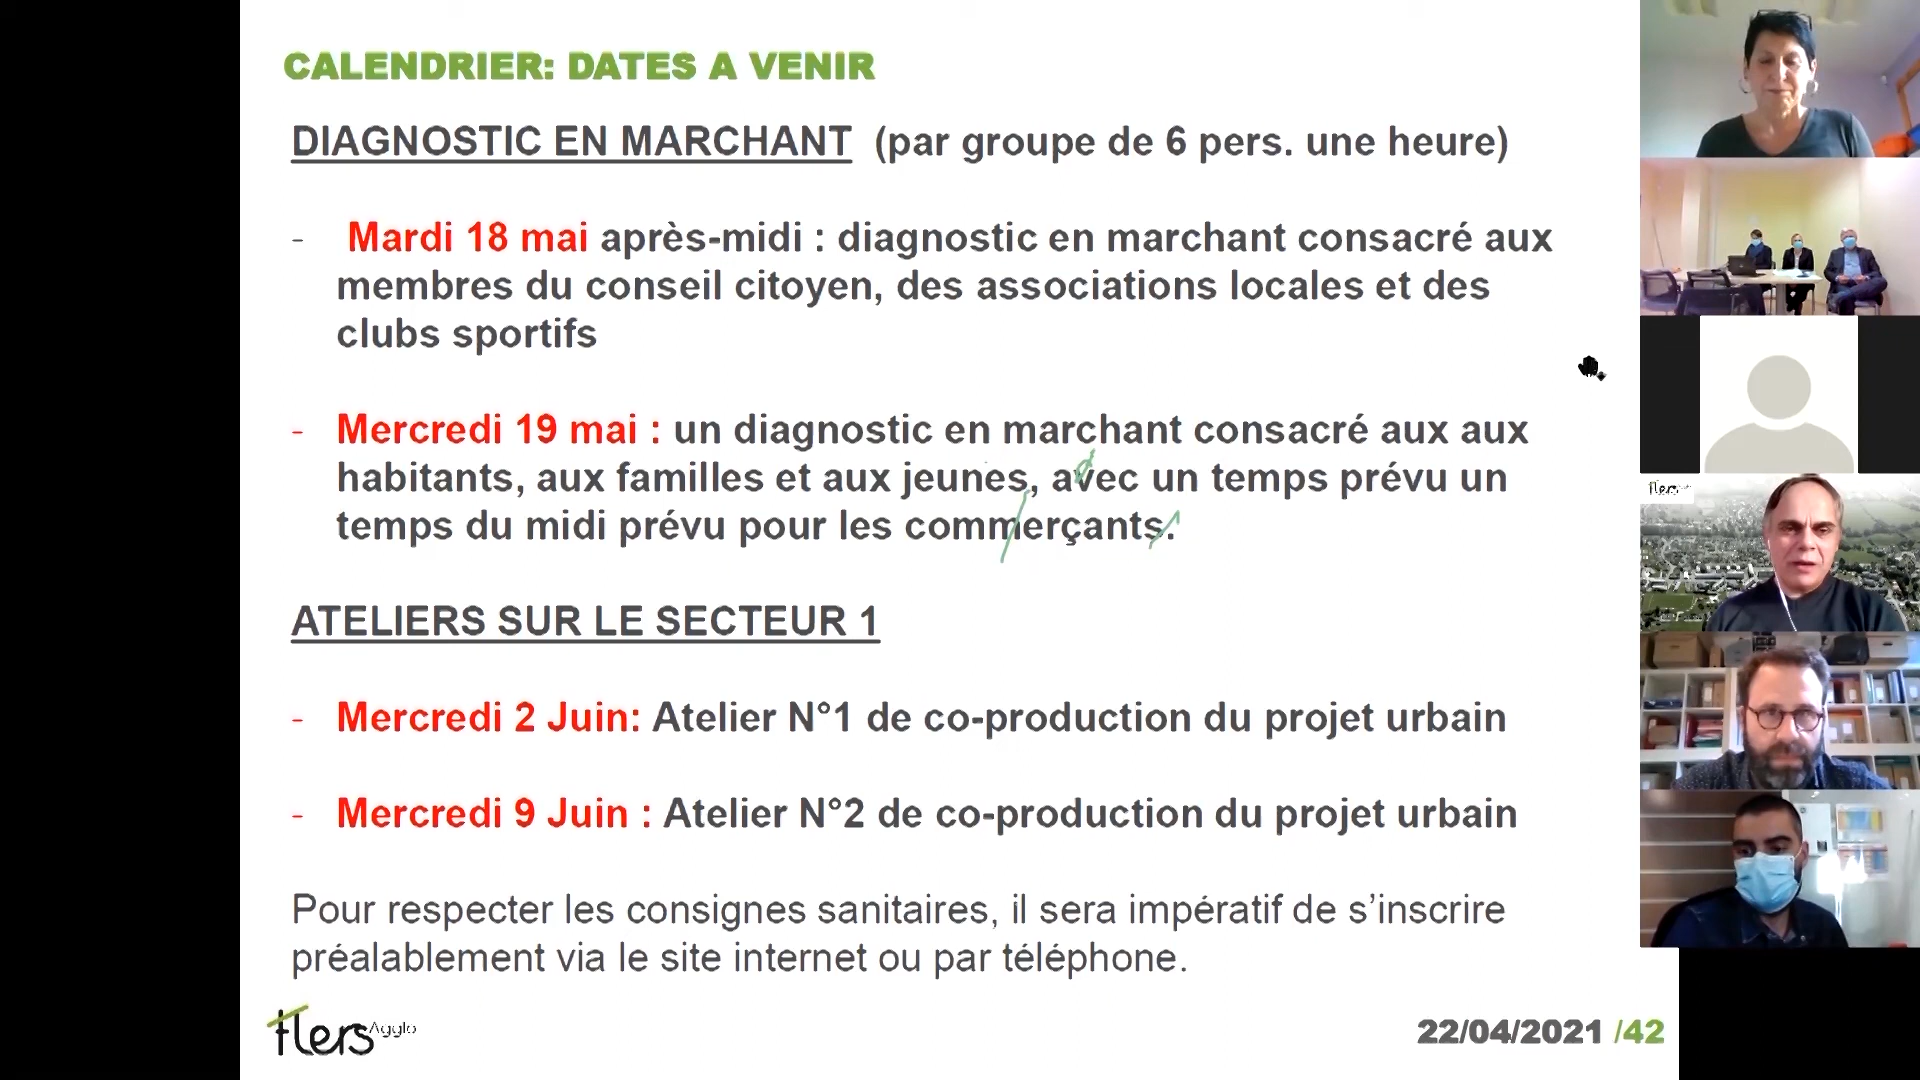 CALENDRIER: DATES A VENIR
DIAGNOSTIC EN MARCHANT (par groupe de 6 pers. une heure)
- Mardi 18 mai après-midi : diagnostic en marchant consacré aux
membres du conseil citoyen, des associations locales et des
clubs sportifs
- Mercredi 19 mai : un diagnostic en marchant consacré aux aux
habitants, aux familles et aux jeunes, avec un temps prévu un
temps du midi prévu pour les commerçants.
ATELIERS SUR LE SECTEUR 1
- Mercredi 2 Juin: Atelier N°1 de co-production du projet urbain
- Mercredi 9 Juin : Atelier N°2 de co-production du projet urbain
Pour respecter les consignes sanitaires, il sera impératif de s’inscrire
préalablement via le site internet ou par téléphone.
flers Agglo
22/04/2021 /42
flers